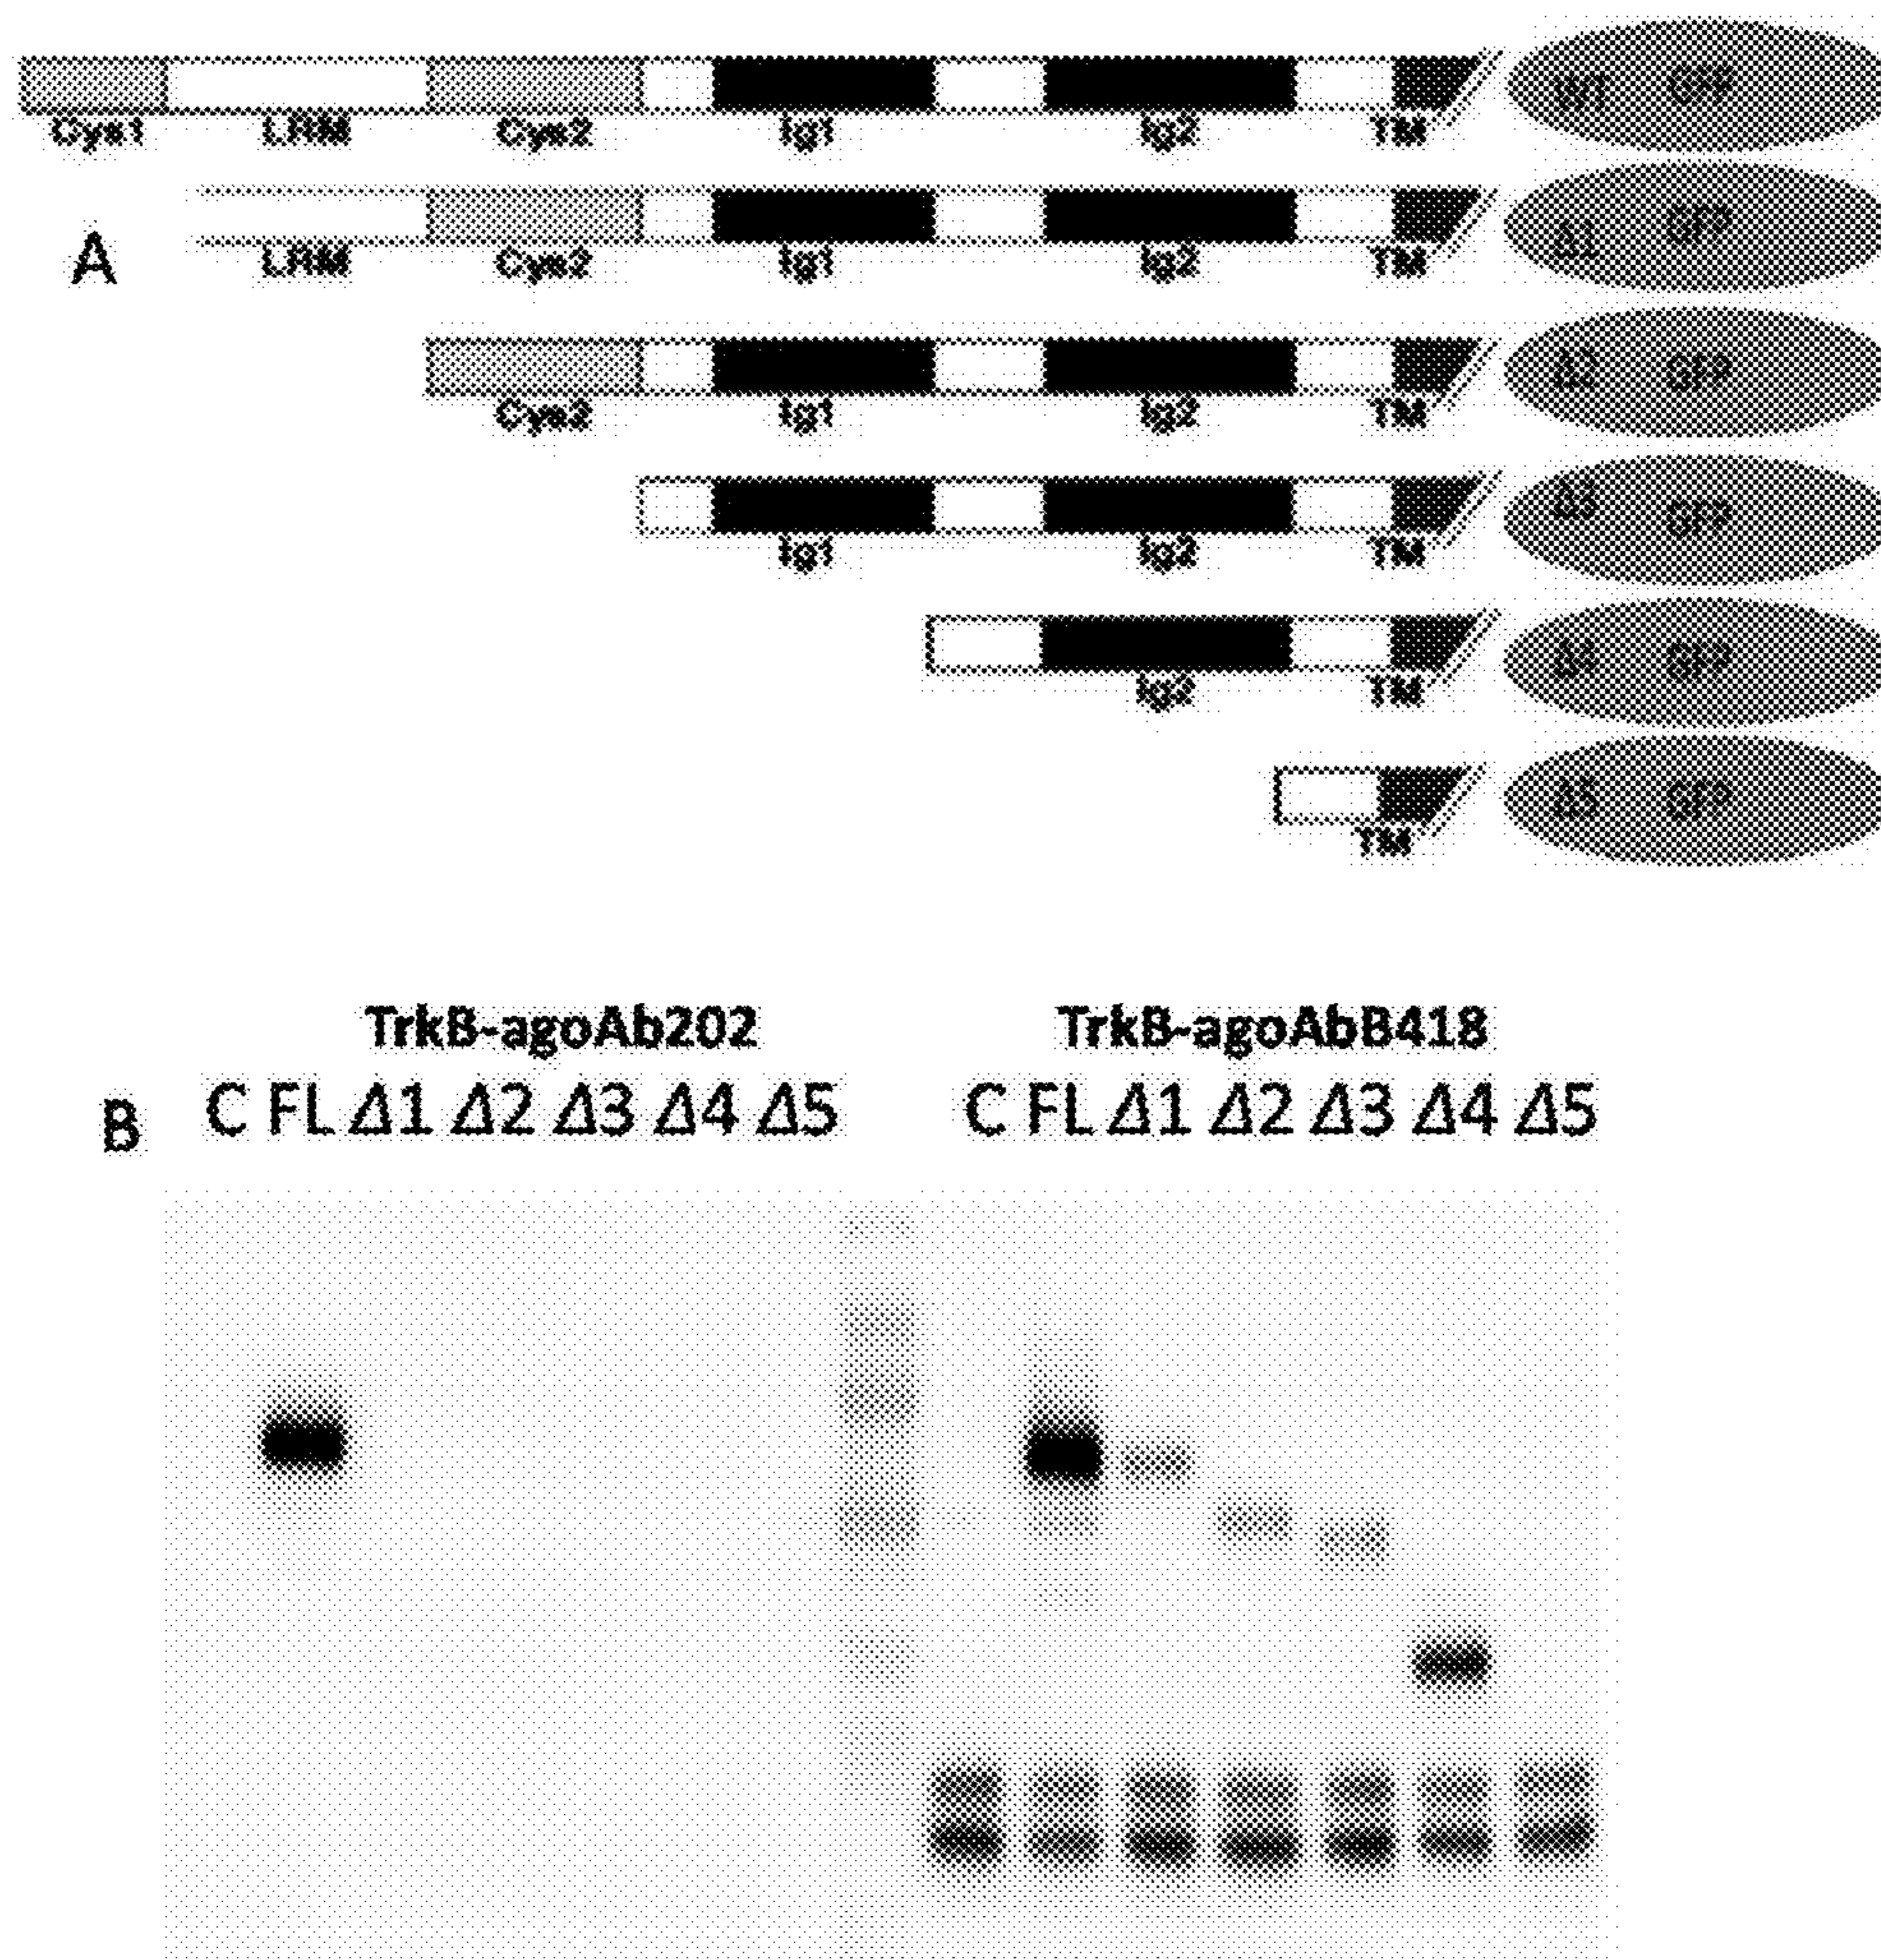 WT GFP
Cys1 LRM Cys2 Ig1 Ig2 TM
Δ1 GFP
A
LRM Cys2 Ig1 Ig2 TM
Δ2 GFP
Cys2 Ig1 Ig2 TM
Δ3 GFP
Ig1 Ig2 TM
Δ4 GFP
Ig2 TM
Δ5 GFP
TM
TrkB-agoAb202 TrkB-agoAbB418
B C FL Δ1 Δ2 Δ3 Δ4 Δ5 C FL Δ1 Δ2 Δ3 Δ4 Δ5